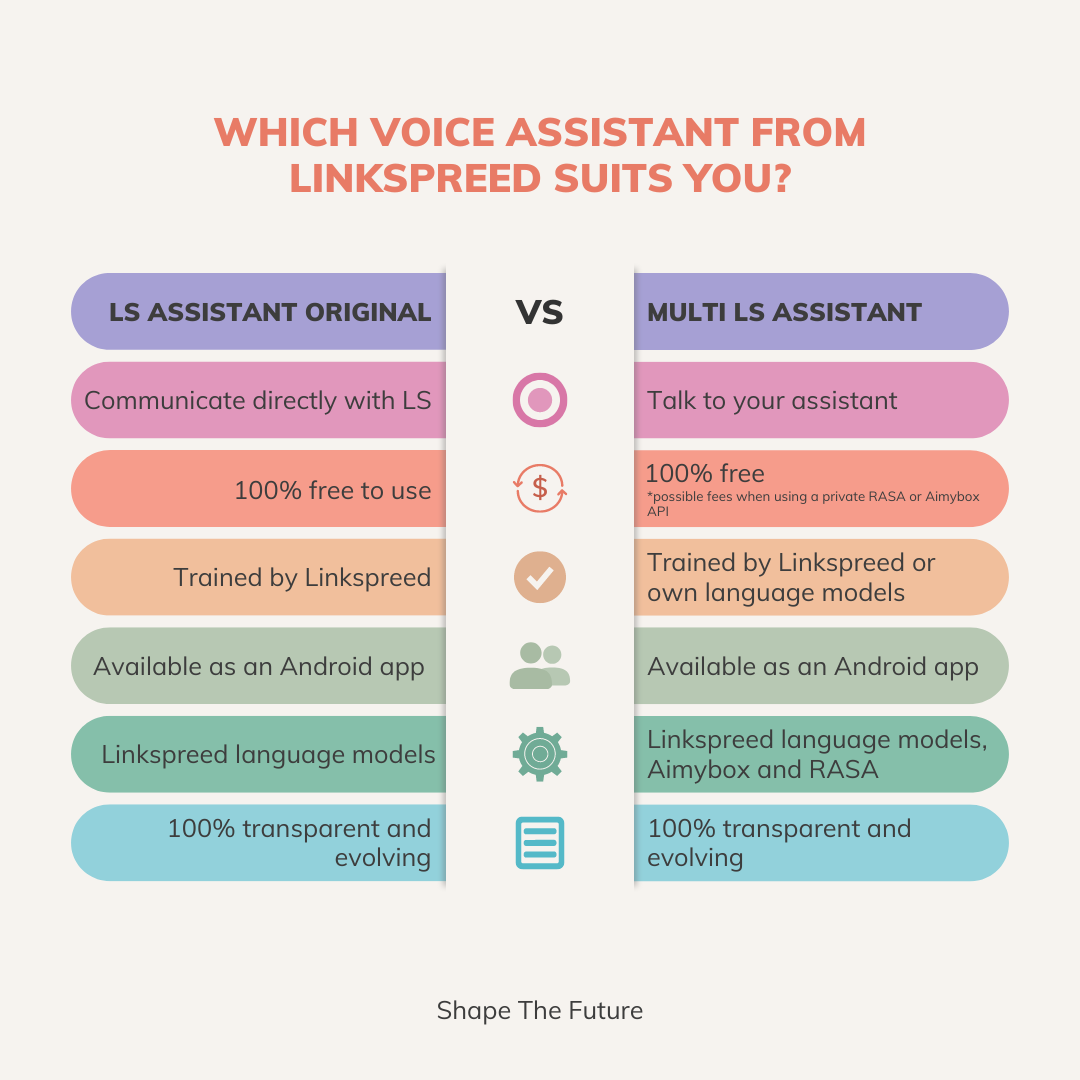 WHICH VOICE ASSISTANT FROM
LINKSPREED SUITS YOU?
LS ASSISTANT ORIGINAL
VS
MULTI LS ASSISTANT
Communicate directly with LS
Talk to your assistant
100% free to use
$
100% free
*possible fees when using a private RASA or Aimybox
API
Trained by Linkspreed
Trained by Linkspreed or
own language models
Available as an Android app
Available as an Android app
Linkspreed language models
Linkspreed language models,
Aimybox and RASA
100% transparent and
evolving
100% transparent and
evolving
Shape The Future